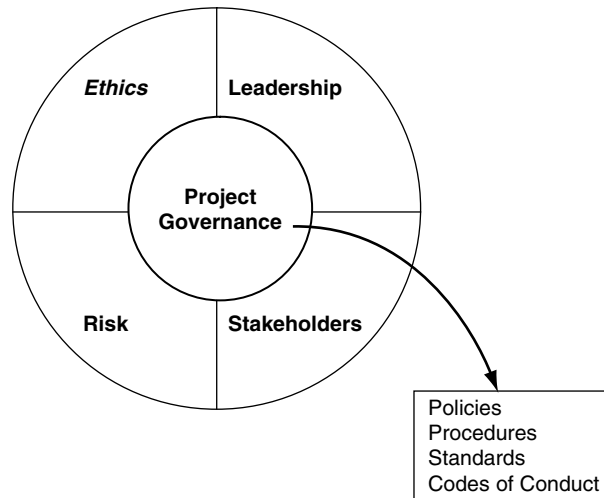 Ethics
Leadership
Project
Governance
Risk
Stakeholders
Policies
Procedures
Standards
Codes of Conduct